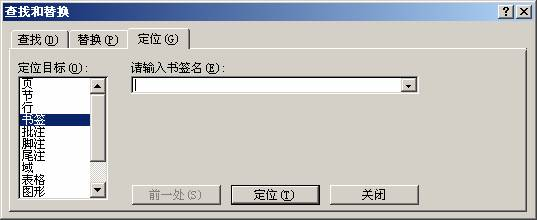 查找和替换
查找(D) 替换(P) 定位(G)
定位目标(O): 请输入书签名(E):
页
节
行
书签
批注
脚注
尾注
域
表格
图形
前一处(S) 定位(T) 关闭